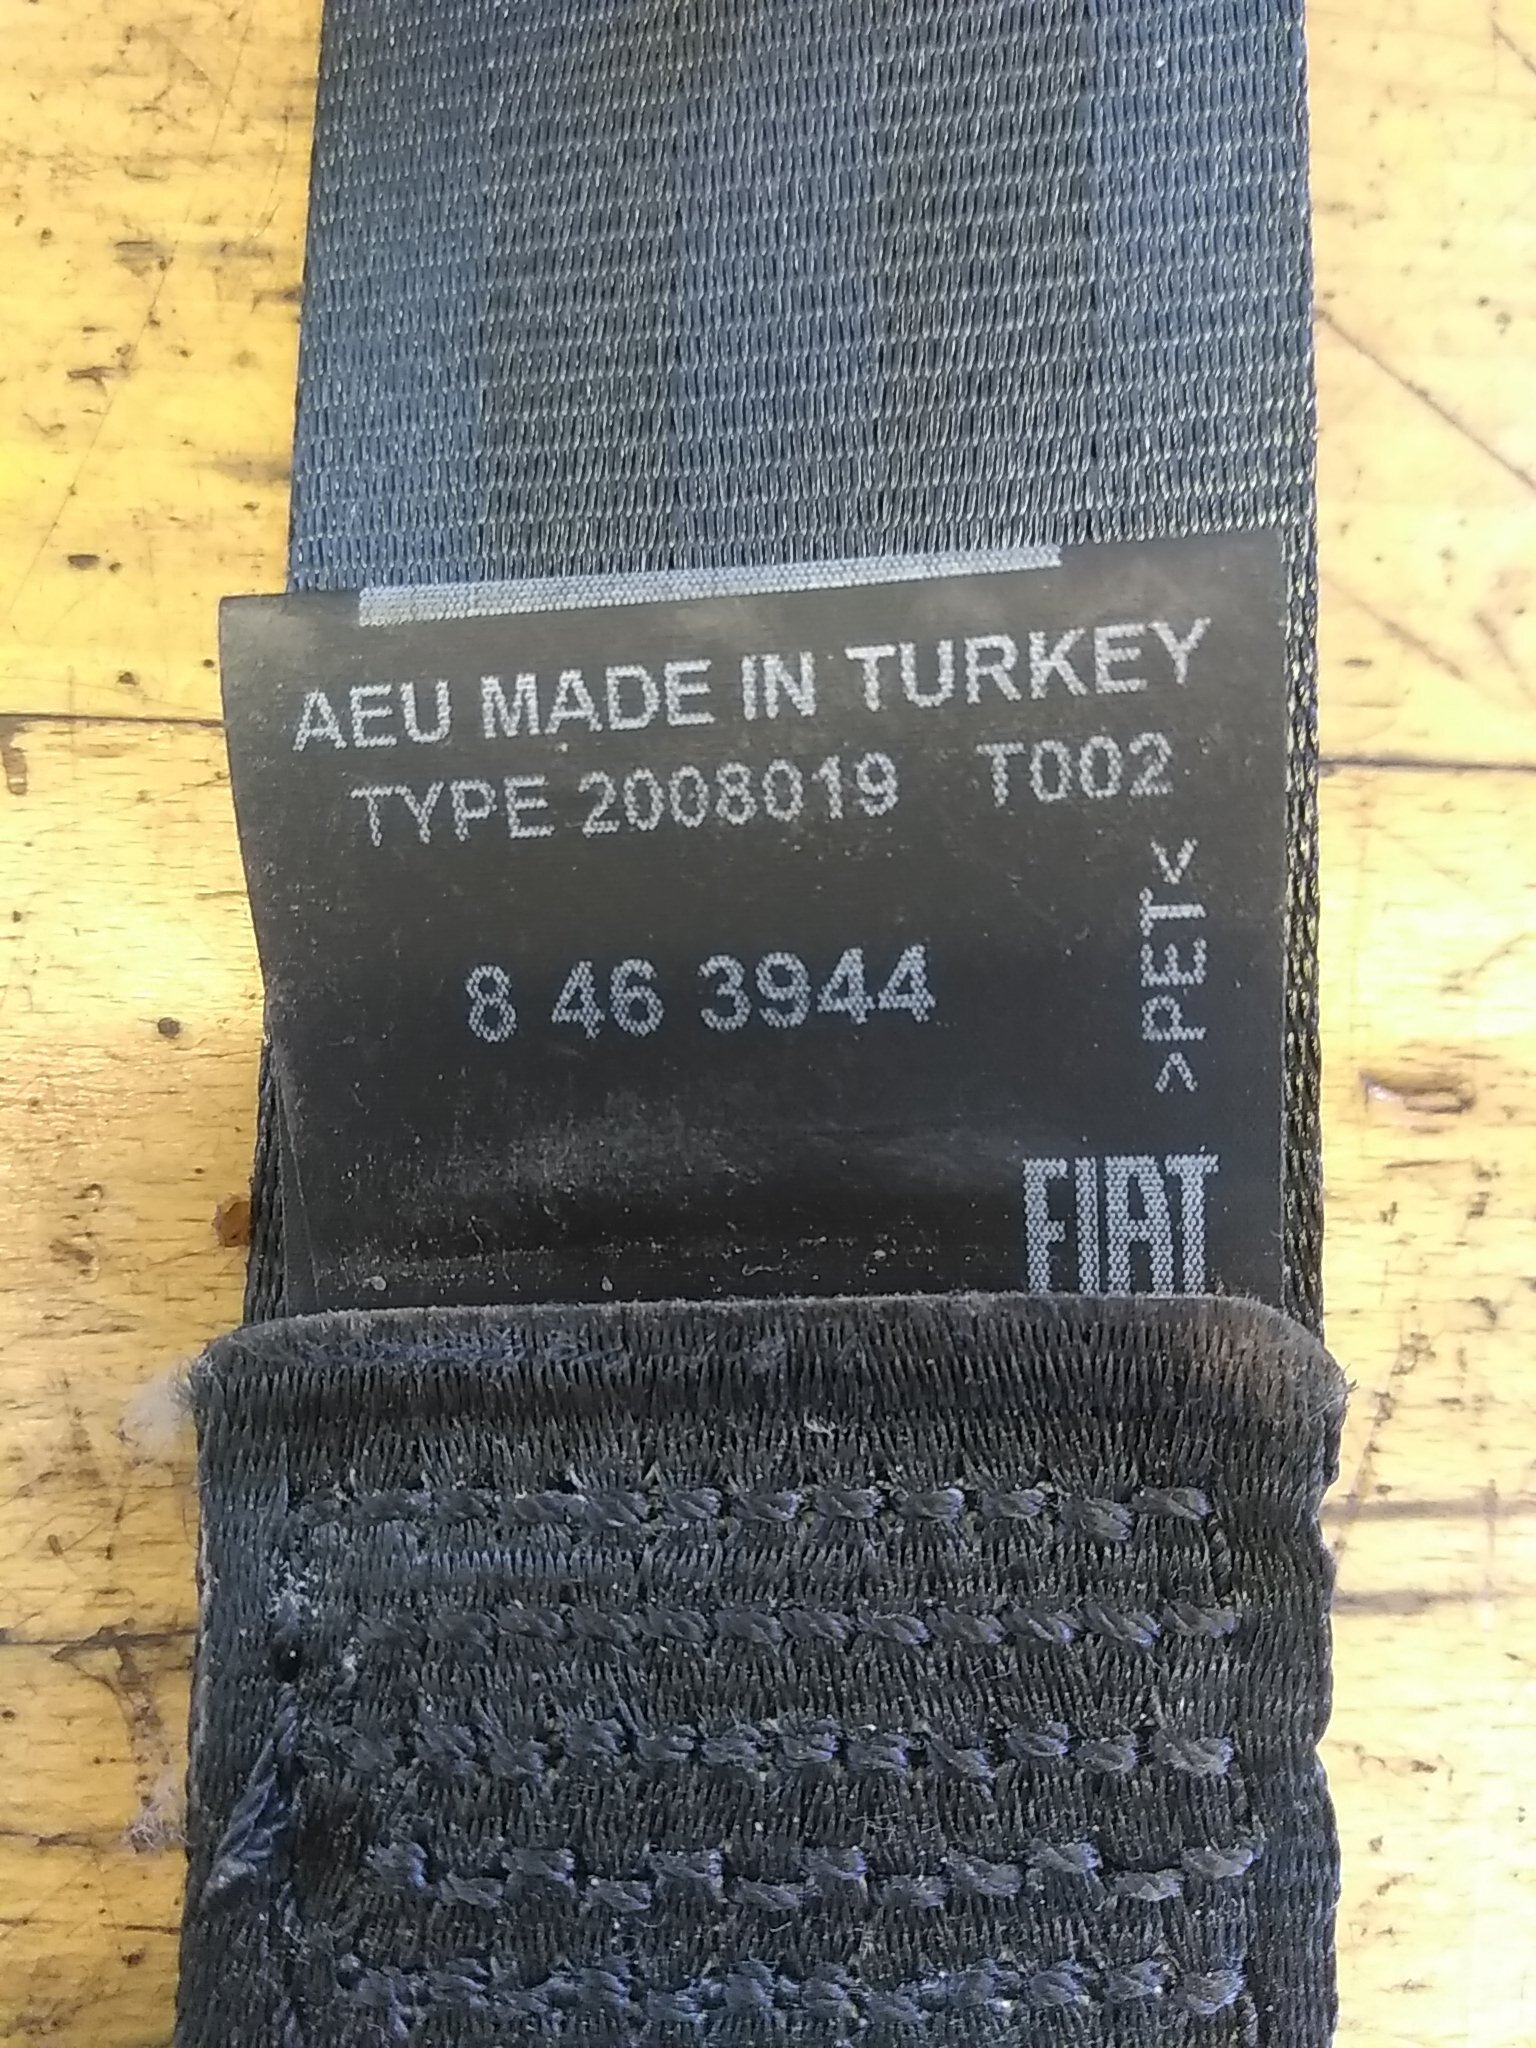 AEU MADE IN TURKEY
TYPE 2008019 T002
>PET<
8 46 3944
FIAT